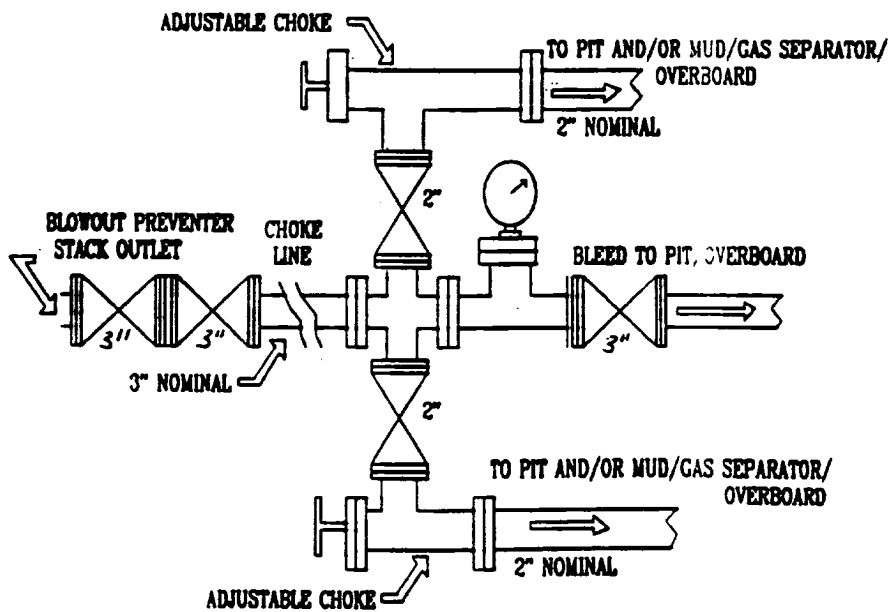 ADJUSTABLE CHOKE
TO PIT AND/OR MUD/GAS SEPARATOR/
OVERBOARD
2" NOMINAL
2"
BLOWOUT PREVENTER
STACK OUTLET
CHOKE
LINE
BLEED TO PIT, OVERBOARD
3"
3"
3"
3" NOMINAL
2"
TO PIT AND/OR MUD/GAS SEPARATOR/
OVERBOARD
2" NOMINAL
ADJUSTABLE CHOKE